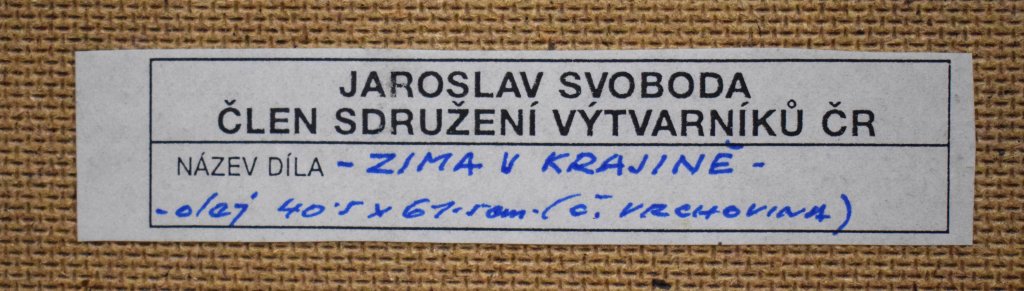 JAROSLAV SVOBODA
ČLEN SDRUŽENÍ VÝTVARNÍKŮ ČR
NÁZEV DÍLA - ZIMA V KRAJINĚ -
- olej 40·5 x 61·5 cm - (Č. VRCHOVINA)